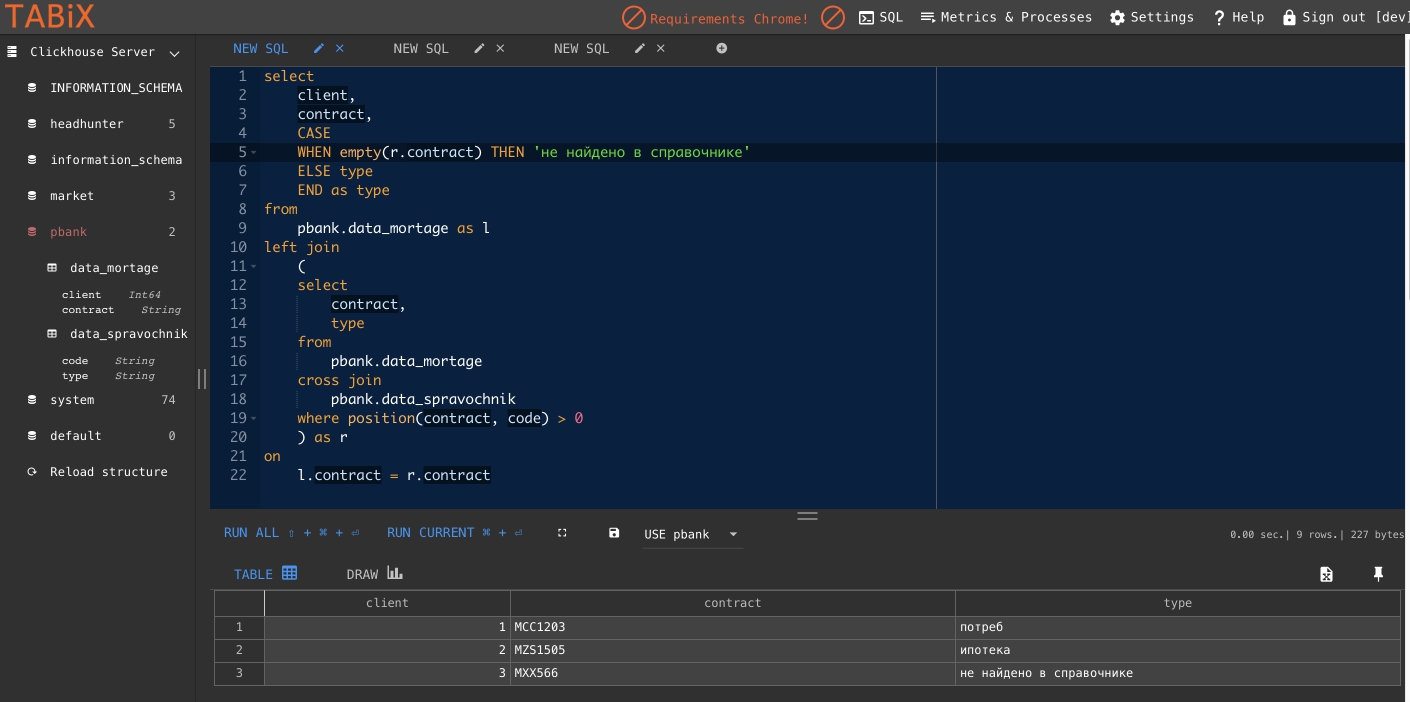 TABiX
Requirements Chrome! SQL Metrics & Processes Settings ? Help Sign out [dev]
Clickhouse Server
INFORMATION_SCHEMA
headhunter 5
information_schema
market 3
pbank 2
data_mortage
client Int64
contract String
data_spravochnik
code String
type String
system 74
default 0
Reload structure
NEW SQL NEW SQL NEW SQL
1 select
2 client,
3 contract,
4 CASE
5 WHEN empty(r.contract) THEN 'не найдено в справочнике'
6 ELSE type
7 END as type
8 from
9 pbank.data_mortage as l
10 left join
11 (
12 select
13 contract,
14 type
15 from
16 pbank.data_mortage
17 cross join
18 pbank.data_spravochnik
19 where position(contract, code) > 0
20 ) as r
21 on
22 l.contract = r.contract
RUN ALL ⇧ + ⌘ + ⏎ RUN CURRENT ⌘ + ⏎ USE pbank 0.00 sec.| 9 rows.| 227 bytes
TABLE DRAW
client contract type
1 1 MCC1203 потреб
2 2 MZS1505 ипотека
3 3 MXX566 не найдено в справочнике